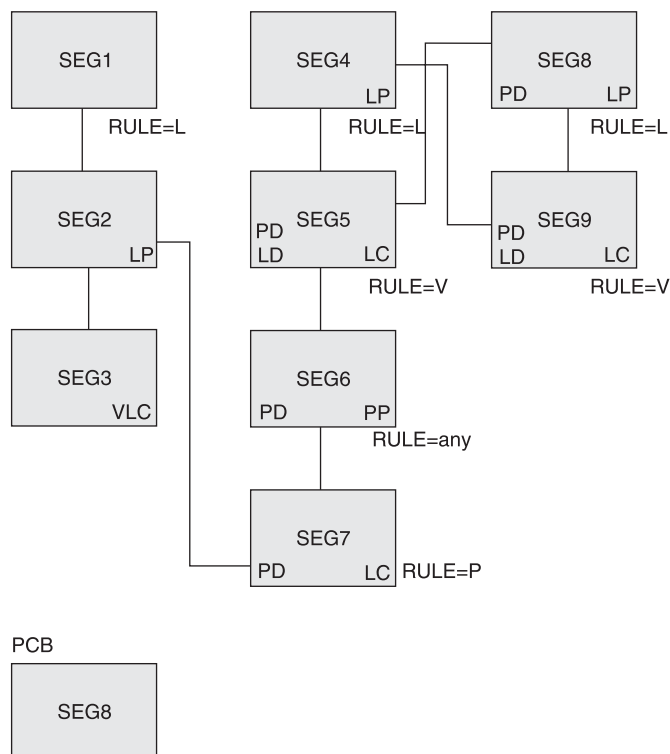 SEG1
RULE=L
SEG2
LP
SEG3
VLC
SEG4
LP
RULE=L
SEG5
PD
LD
LC
RULE=V
SEG6
PD
PP
RULE=any
SEG7
PD
LC
RULE=P
SEG8
PD
LP
RULE=L
SEG9
PD
LD
LC
RULE=V
PCB
SEG8